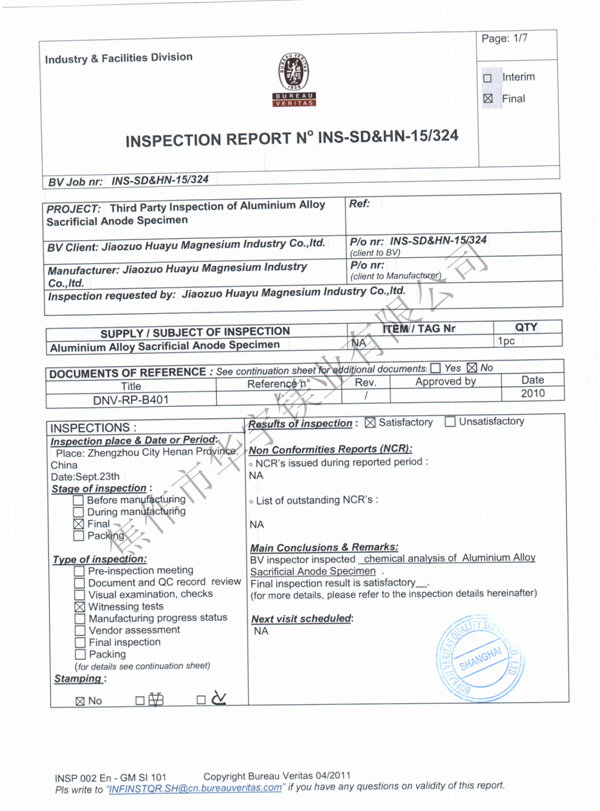 Industry & Facilities Division
BUREAU VERITAS
1828
BUREAU
VERITAS
Page: 1/7
☐ Interim
☒ Final
INSPECTION REPORT N° INS-SD&HN-15/324
BV Job nr: INS-SD&HN-15/324
PROJECT: Third Party Inspection of Aluminium Alloy
Sacrificial Anode Specimen
Ref:
BV Client: Jiaozuo Huayu Magnesium Industry Co.,ltd.
P/o nr: INS-SD&HN-15/324
(client to BV)
Manufacturer: Jiaozuo Huayu Magnesium Industry
Co.,ltd.
P/o nr:
(client to Manufacturer)
Inspection requested by: Jiaozuo Huayu Magnesium Industry Co.,ltd.
SUPPLY / SUBJECT OF INSPECTION
ITEM / TAG Nr
QTY
Aluminium Alloy Sacrificial Anode Specimen
NA
1pc
DOCUMENTS OF REFERENCE : See continuation sheet for additional documents: ☐ Yes ☒ No
Title
Reference n°
Rev.
Approved by
Date
DNV-RP-B401
/
/
2010
INSPECTIONS :
Inspection place & Date or Period:
Place: Zhengzhou City Henan Province,
China
Date:Sept.23th
Stage of inspection :
☐ Before manufacturing
☐ During manufacturing
☒ Final
☐ Packing
Type of inspection:
☐ Pre-inspection meeting
☐ Document and QC record review
☐ Visual examination, checks
☒ Witnessing tests
☐ Manufacturing progress status
☐ Vendor assessment
☐ Final inspection
☐ Packing
(for details see continuation sheet)
Stamping :
☒ No
Results of inspection : ☒ Satisfactory ☐ Unsatisfactory
Non Conformities Reports (NCR):
◦ NCR's issued during reported period :
NA
◦ List of outstanding NCR's :
NA
Main Conclusions & Remarks:
BV inspector inspected _chemical analysis of Aluminium Alloy
Sacrificial Anode Specimen .
Final inspection result is satisfactory__.
(for more details, please refer to the inspection details hereinafter)
Next visit scheduled:
NA
SHANGHAI
焦作市华宇镁业有限公司
INSP 002 En - GM SI 101
Copyright Bureau Veritas 04/2011
Pls write to "INFINSTQR.SH@cn.bureauveritas.com" if you have any questions on validity of this report.